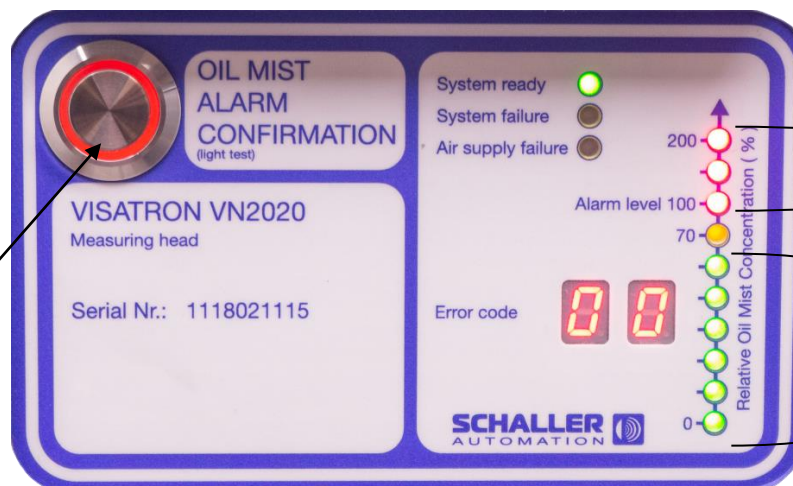 OIL MIST
ALARM
CONFIRMATION
(light test)
VISATRON VN2020
Measuring head
Serial Nr.: 1118021115
System ready
System failure
Air supply failure
200
Alarm level 100
70
Error code
00
0
Relative Oil Mist Concentration ( % )
SCHALLER
AUTOMATION